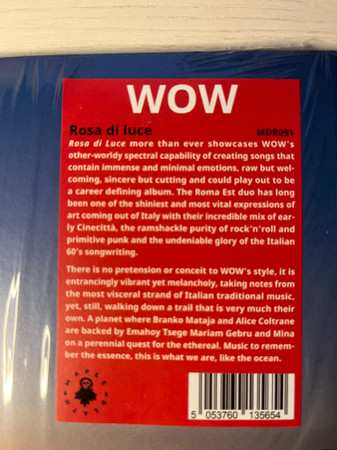 WOW
Rosa di luce MDR091
Rosa di Luce more than ever showcases WOW's
other-worldly spectral capability of creating songs that
contain immense and minimal emotions, raw but wel-
coming, sincere but cutting and could play out to be
a career defining album. The Roma Est duo has long
been one of the shiniest and most vital expressions of
art coming out of Italy with their incredible mix of ear-
ly Cinecittà, the ramshackle purity of rock'n'roll and
primitive punk and the undeniable glory of the Italian
60's songwriting.
There is no pretension or conceit to WOW's style, it is
entrancingly vibrant yet melancholy, taking notes from
the most visceral strand of Italian traditional music,
yet, still, walking down a trail that is very much their
own. A planet where Branko Mataja and Alice Coltrane
are backed by Emahoy Tsege Mariam Gebru and Mina
on a perennial quest for the ethereal. Music to remem-
ber the essence, this is what we are, like the ocean.
5 053760 135654